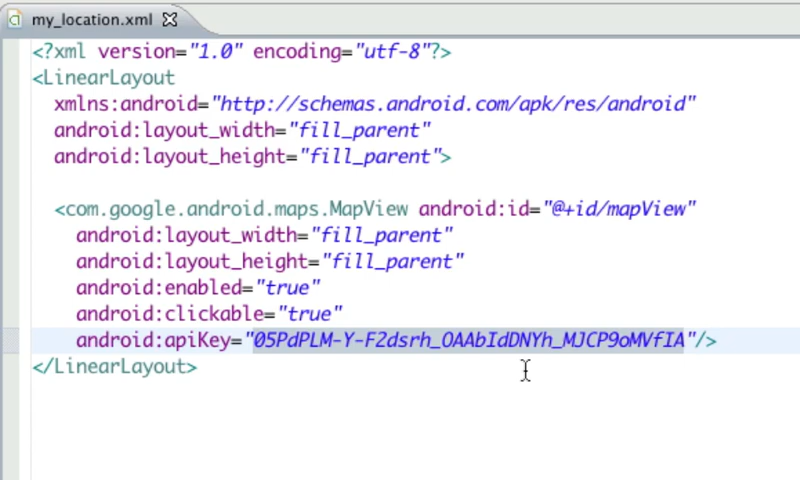 my_location.xml
<?xml version="1.0" encoding="utf-8"?>
<LinearLayout
xmlns:android="http://schemas.android.com/apk/res/android"
android:layout_width="fill_parent"
android:layout_height="fill_parent">
<com.google.android.maps.MapView android:id="@+id/mapView"
android:layout_width="fill_parent"
android:layout_height="fill_parent"
android:enabled="true"
android:clickable="true"
android:apiKey="05PdPLM-Y-F2dsrh_OAAbIdDNYh_MJCP9oMVfIA"/>
</LinearLayout>